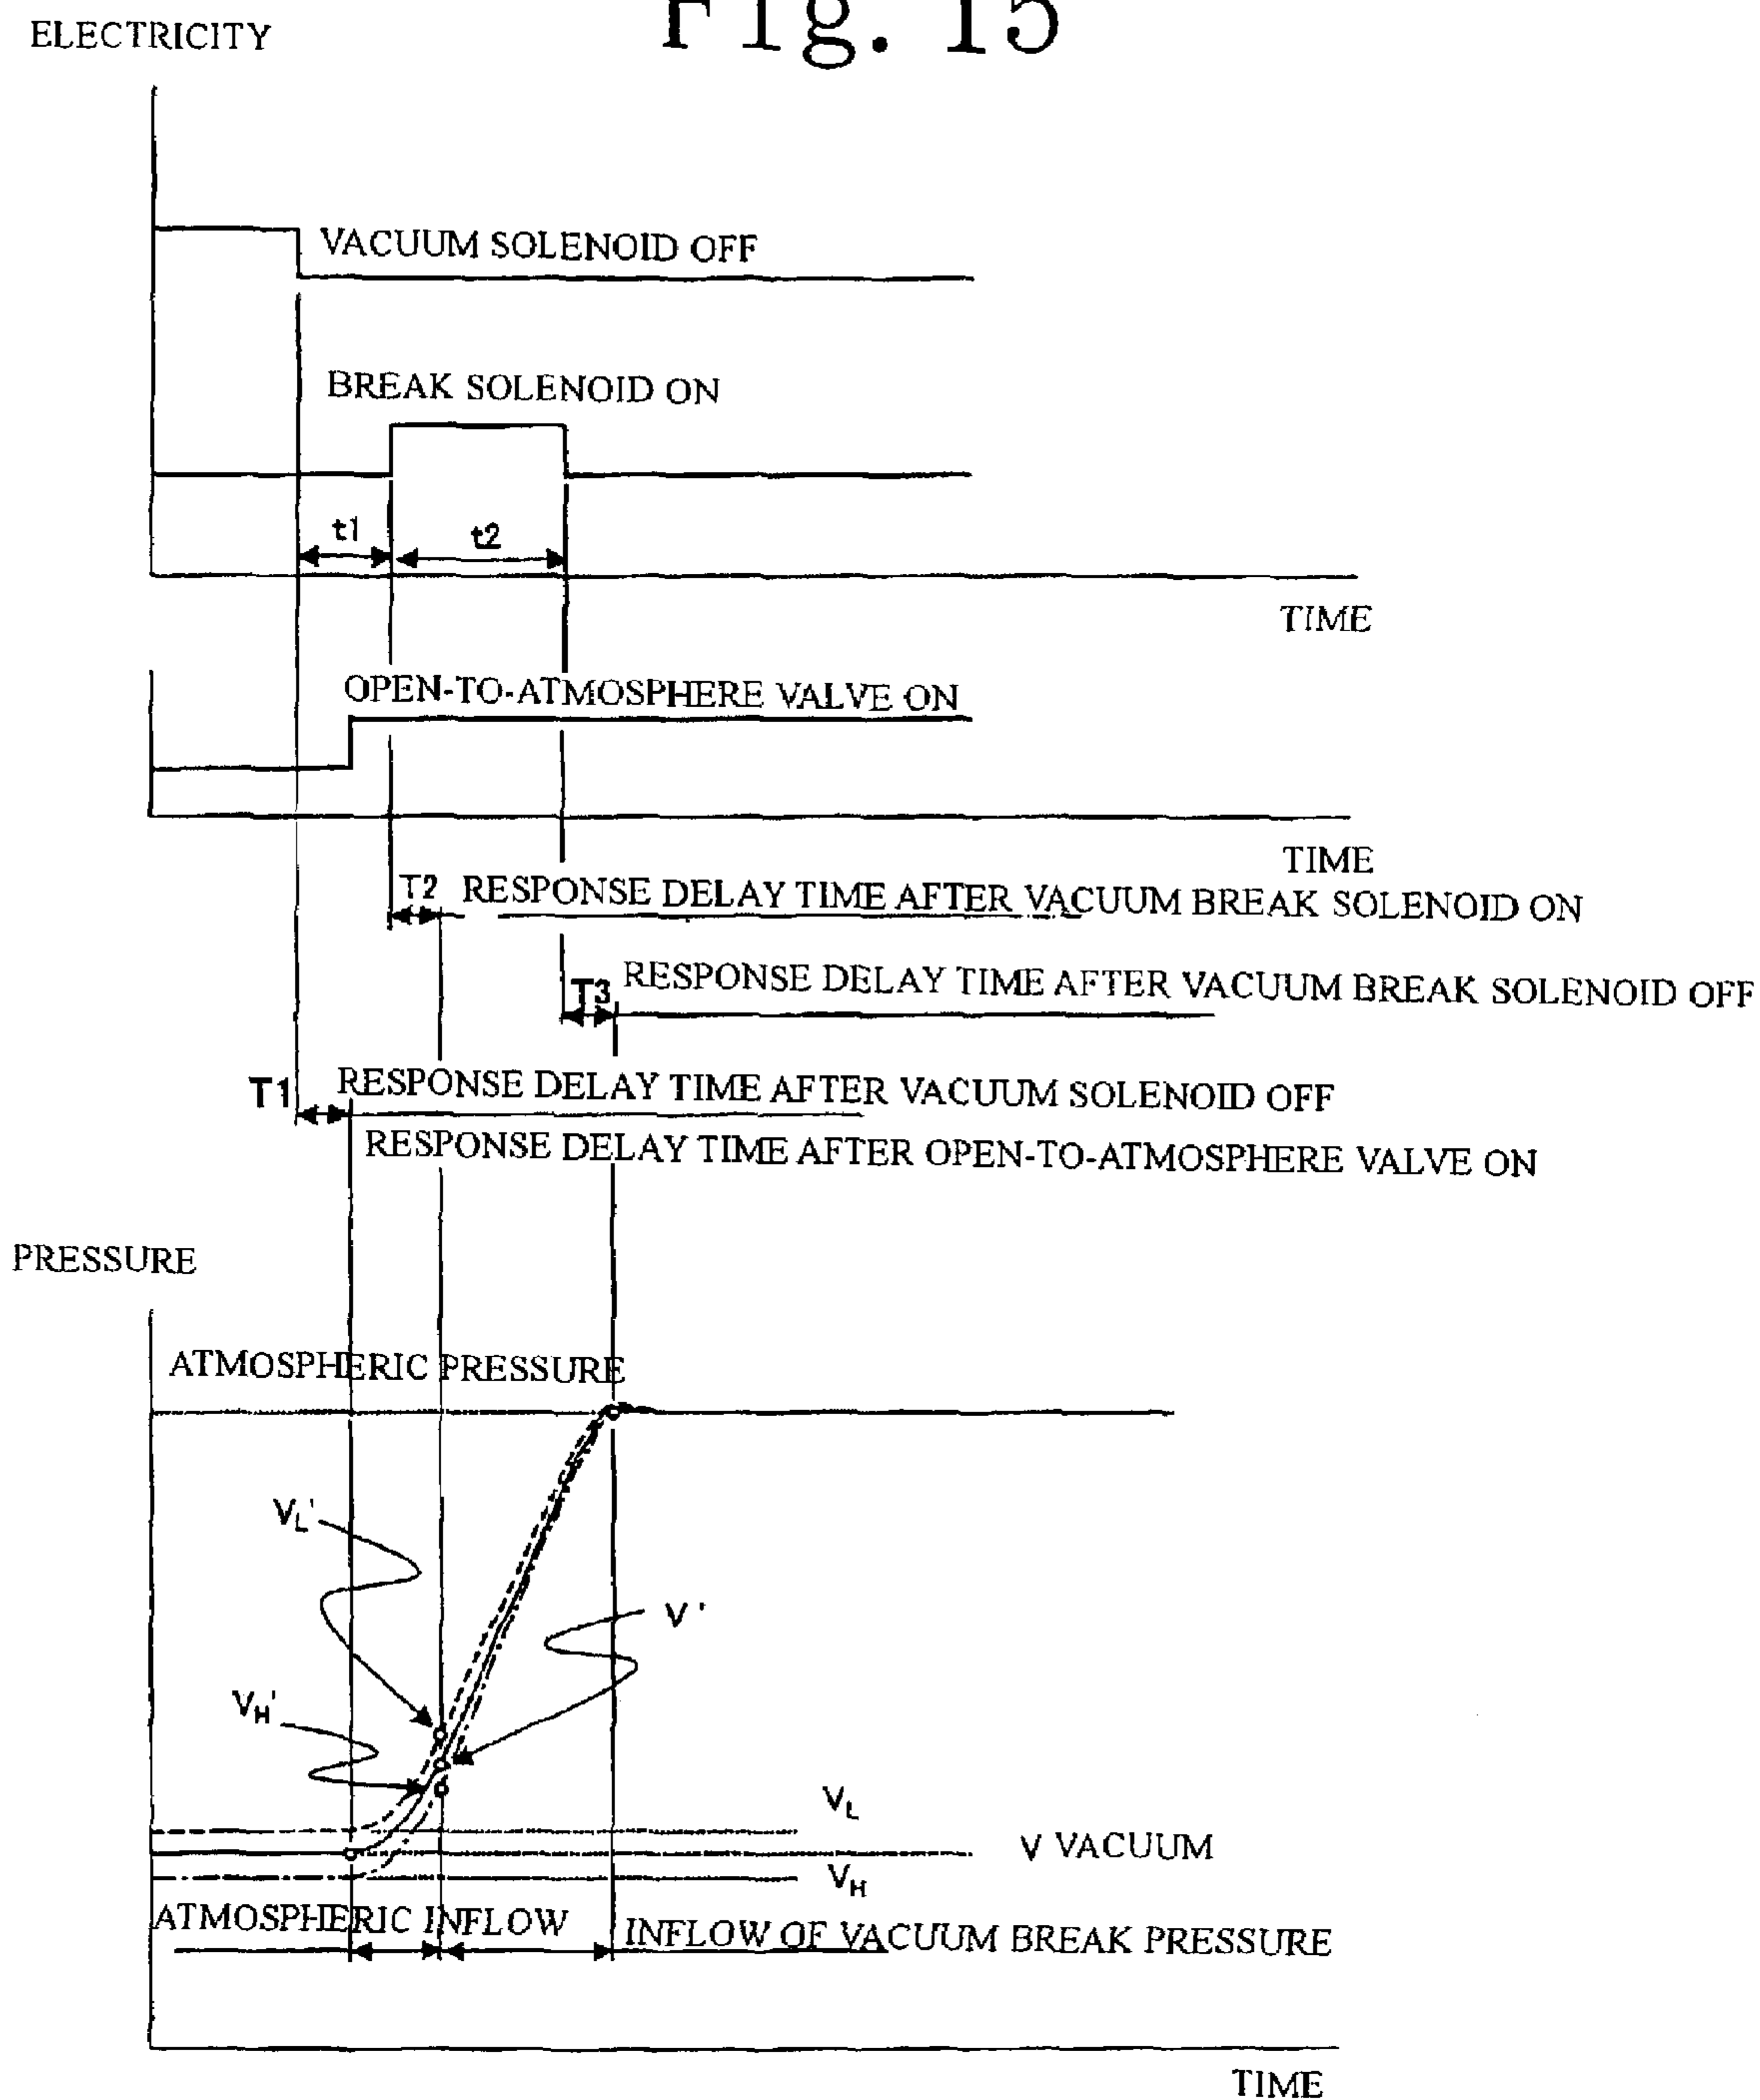 Fig. 15
ELECTRICITY
VACUUM SOLENOID OFF
BREAK SOLENOID ON
t1
t2
TIME
OPEN-TO-ATMOSPHERE VALVE ON
TIME
T2 RESPONSE DELAY TIME AFTER VACUUM BREAK SOLENOID ON
T3 RESPONSE DELAY TIME AFTER VACUUM BREAK SOLENOID OFF
T1 RESPONSE DELAY TIME AFTER VACUUM SOLENOID OFF
RESPONSE DELAY TIME AFTER OPEN-TO-ATMOSPHERE VALVE ON
PRESSURE
ATMOSPHERIC PRESSURE
VL'
V'
VH'
VL
V VACUUM
VH
ATMOSPHERIC INFLOW
INFLOW OF VACUUM BREAK PRESSURE
TIME